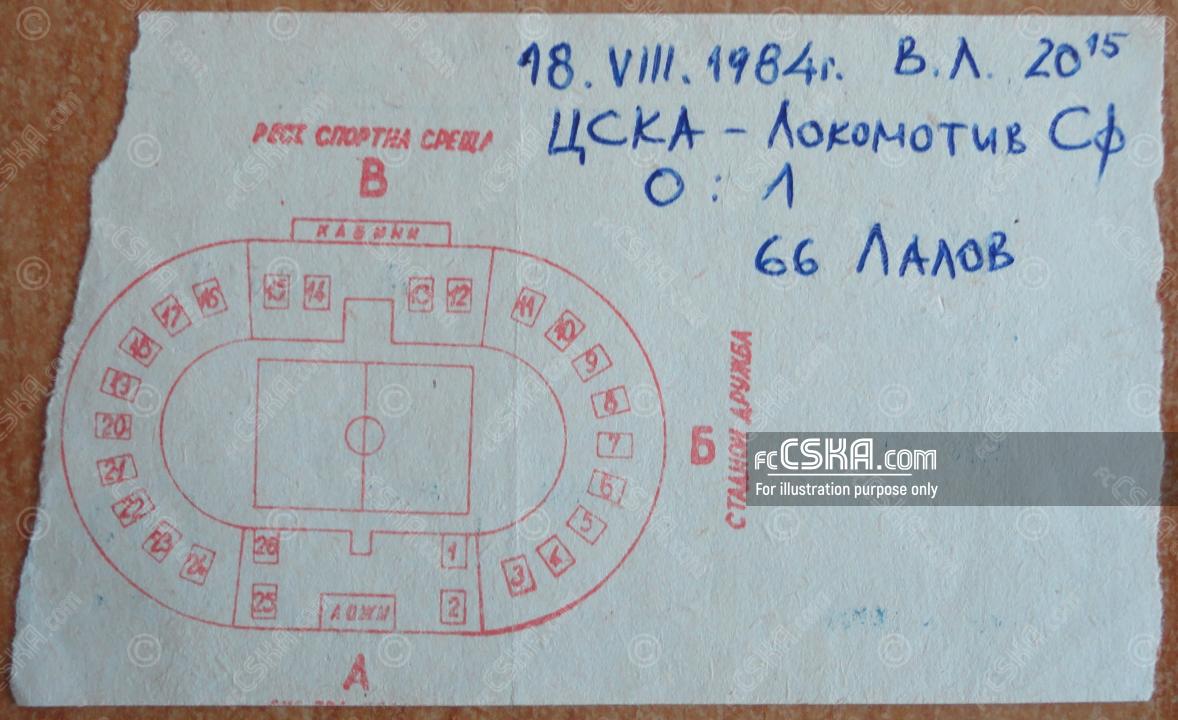 18.VIII.1984г. В.Л. 20¹⁵
ЦСКА - Локомотив Сф
0 : 1
66 Лалов
СПОРТНА СРЕЩА
В
КАБИНИ
16 15 14 13 12 11
17 10
18 9
19 8
20 7
21 6
22 5
23 4
24 3
26 1
25 2
ЛОЖИ
А
Б
СТАДИОН ДРУЖБА
FCCSKA.com
For illustration purpose only